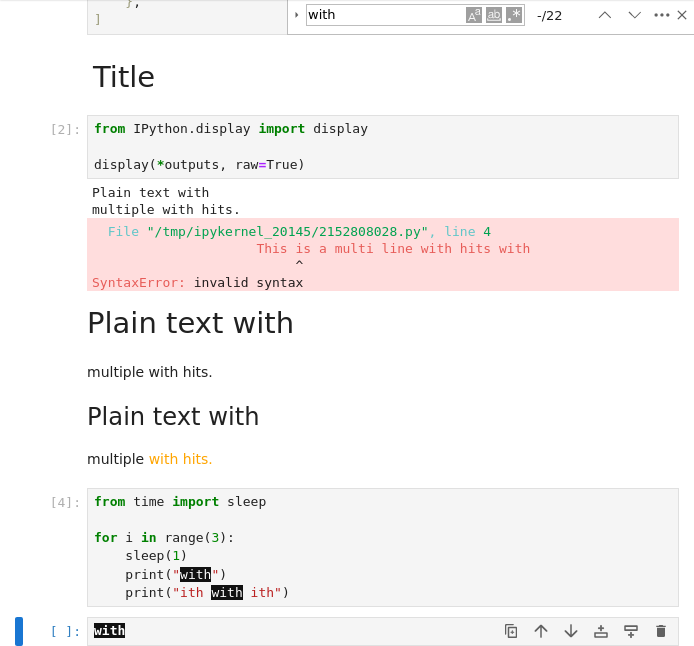 },
]
with
-/22
Title
[2]:
from IPython.display import display
display(*outputs, raw=True)
Plain text with
multiple with hits.
File "/tmp/ipykernel_20145/2152808028.py", line 4
This is a multi line with hits with
^
SyntaxError: invalid syntax
Plain text with
multiple with hits.
Plain text with
multiple with hits.
[4]:
from time import sleep
for i in range(3):
sleep(1)
print("with")
print("ith with ith")
[ ]:
with